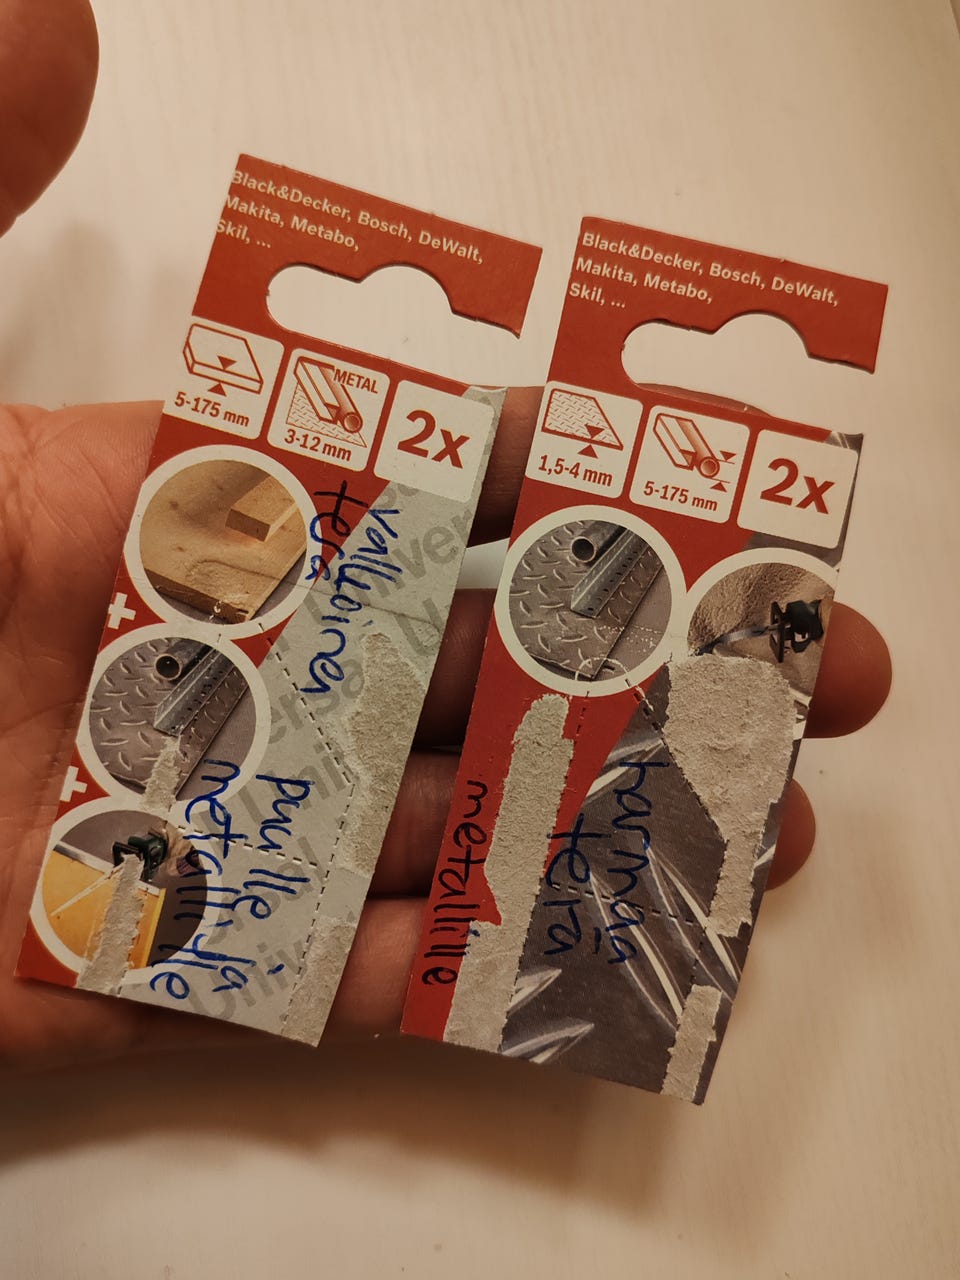 Black&Decker, Bosch, DeWalt,
Makita, Metabo,
Skil, ...
5-175 mm
METAL
3-12 mm
2x
valkoinen
terä
puulle ja
metallille
Universal
Black&Decker, Bosch, DeWalt,
Makita, Metabo,
Skil, ...
1,5-4 mm
5-175 mm
2x
harmaa
terä
metallille